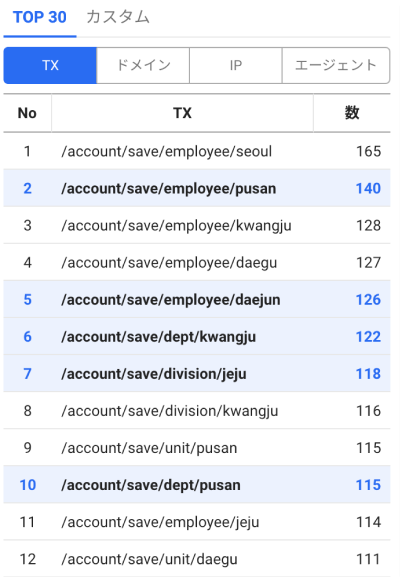 TOP 30 カスタム
TX ドメイン IP エージェント
No TX 数
1 /account/save/employee/seoul 165
2 /account/save/employee/pusan 140
3 /account/save/employee/kwangju 128
4 /account/save/employee/daegu 127
5 /account/save/employee/daejun 126
6 /account/save/dept/kwangju 122
7 /account/save/division/jeju 118
8 /account/save/division/kwangju 116
9 /account/save/unit/pusan 115
10 /account/save/dept/pusan 115
11 /account/save/employee/jeju 114
12 /account/save/unit/daegu 111